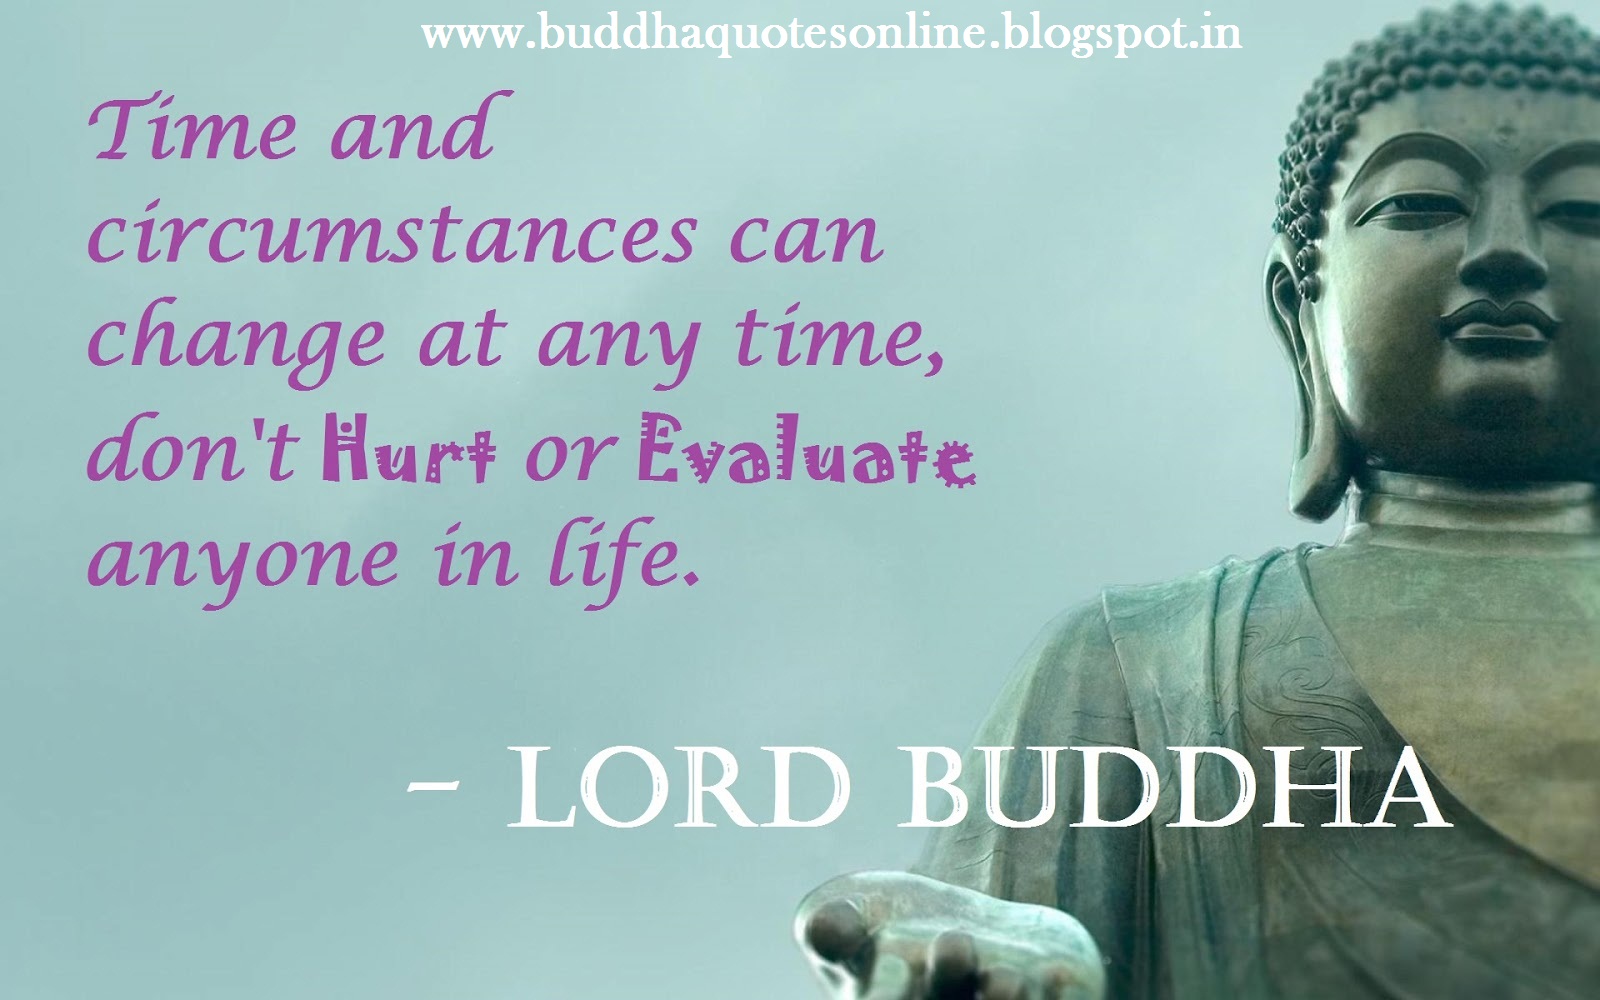 www.buddhaquotesonline.blogspot.in
Time and
circumstances can
change at any time,
don't Hurt or Evaluate
anyone in life.
- LORD BUDDHA